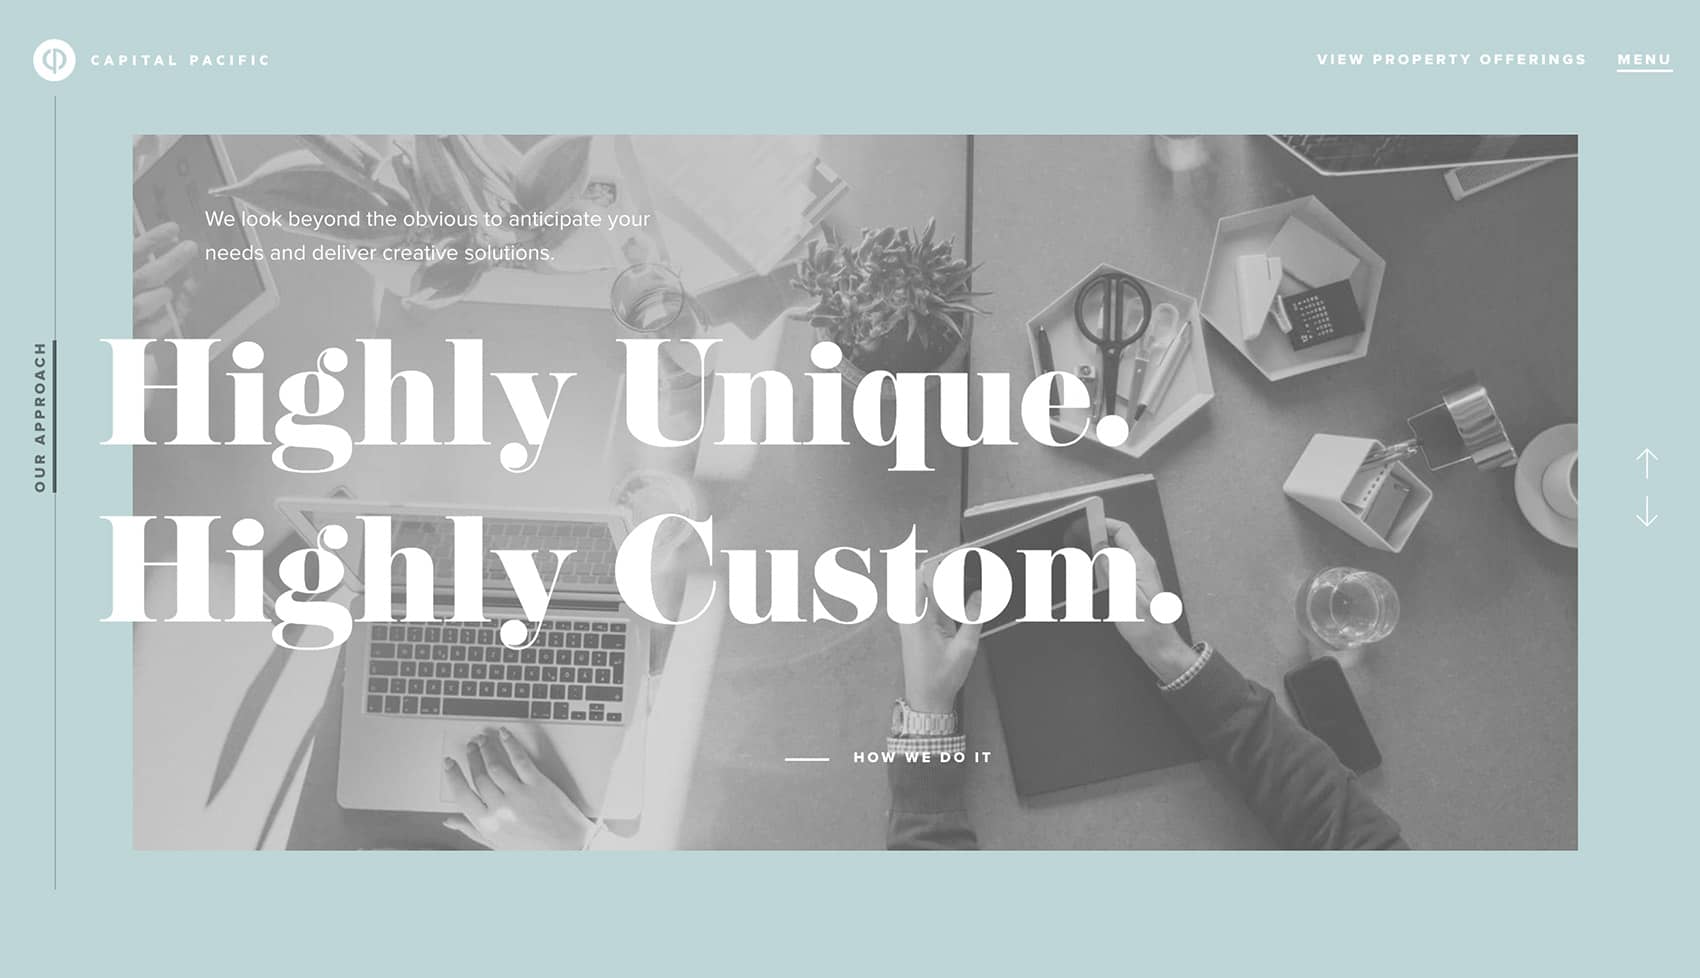 CAPITAL PACIFIC
VIEW PROPERTY OFFERINGS
MENU
OUR APPROACH
We look beyond the obvious to anticipate your
needs and deliver creative solutions.
Highly Unique.
Highly Custom.
HOW WE DO IT